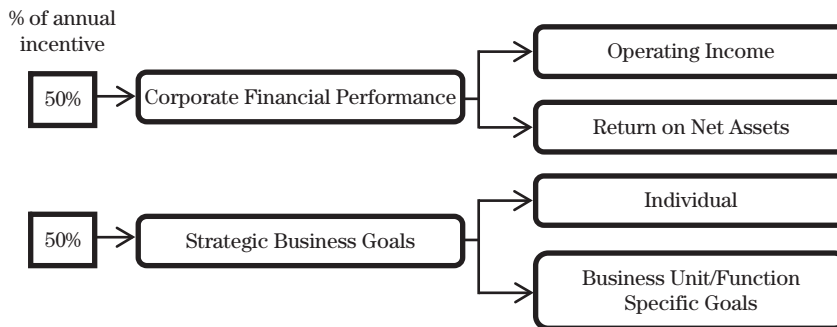 % of annual
incentive
50%
Corporate Financial Performance
Operating Income
Return on Net Assets
50%
Strategic Business Goals
Individual
Business Unit/Function
Specific Goals